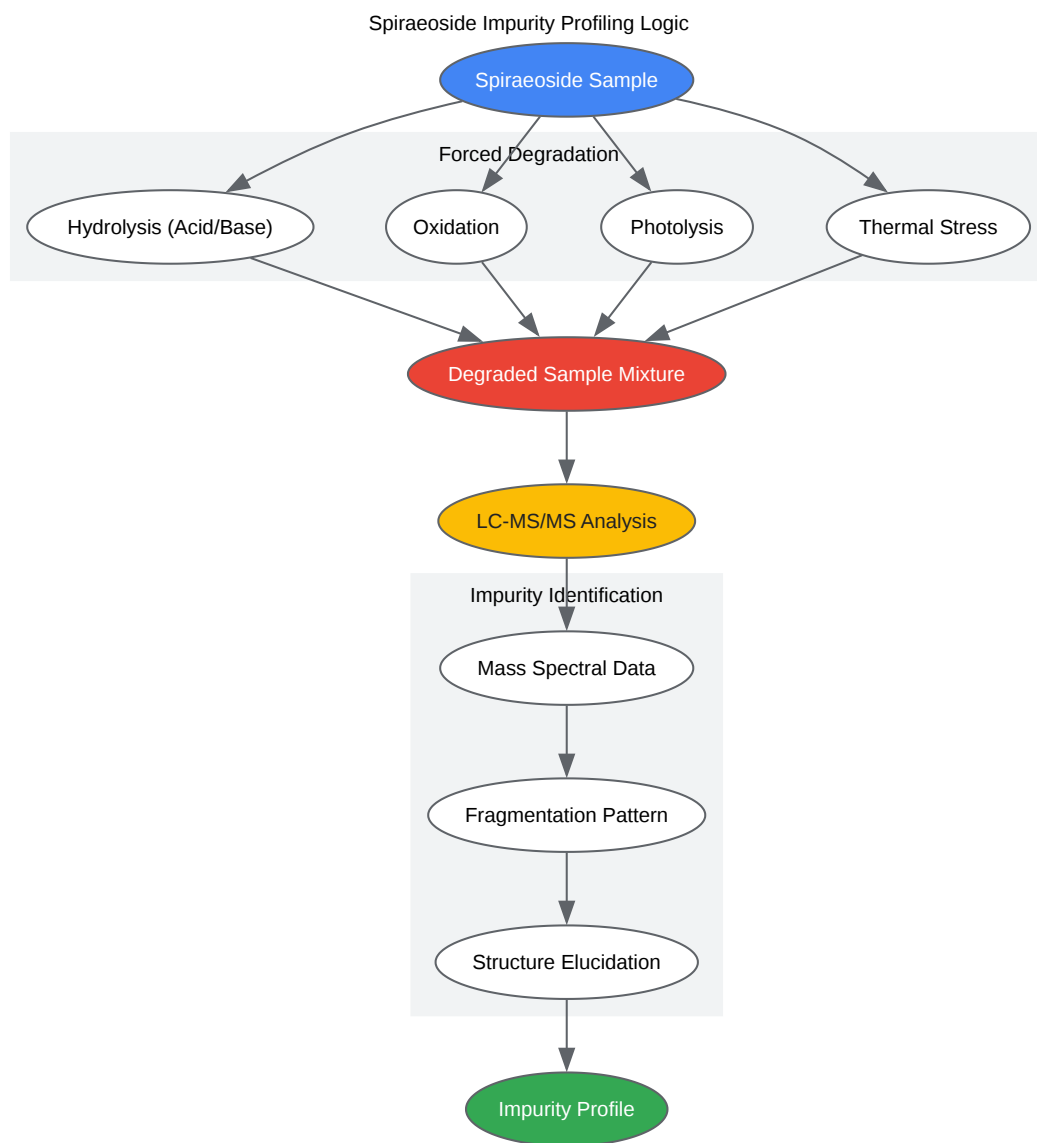 Spiraeoside Impurity Profiling Logic
Spiraeoside Sample
Forced Degradation
Hydrolysis (Acid/Base)
Oxidation
Photolysis
Thermal Stress
Degraded Sample Mixture
LC-MS/MS Analysis
Impurity Identification
Mass Spectral Data
Fragmentation Pattern
Structure Elucidation
Impurity Profile